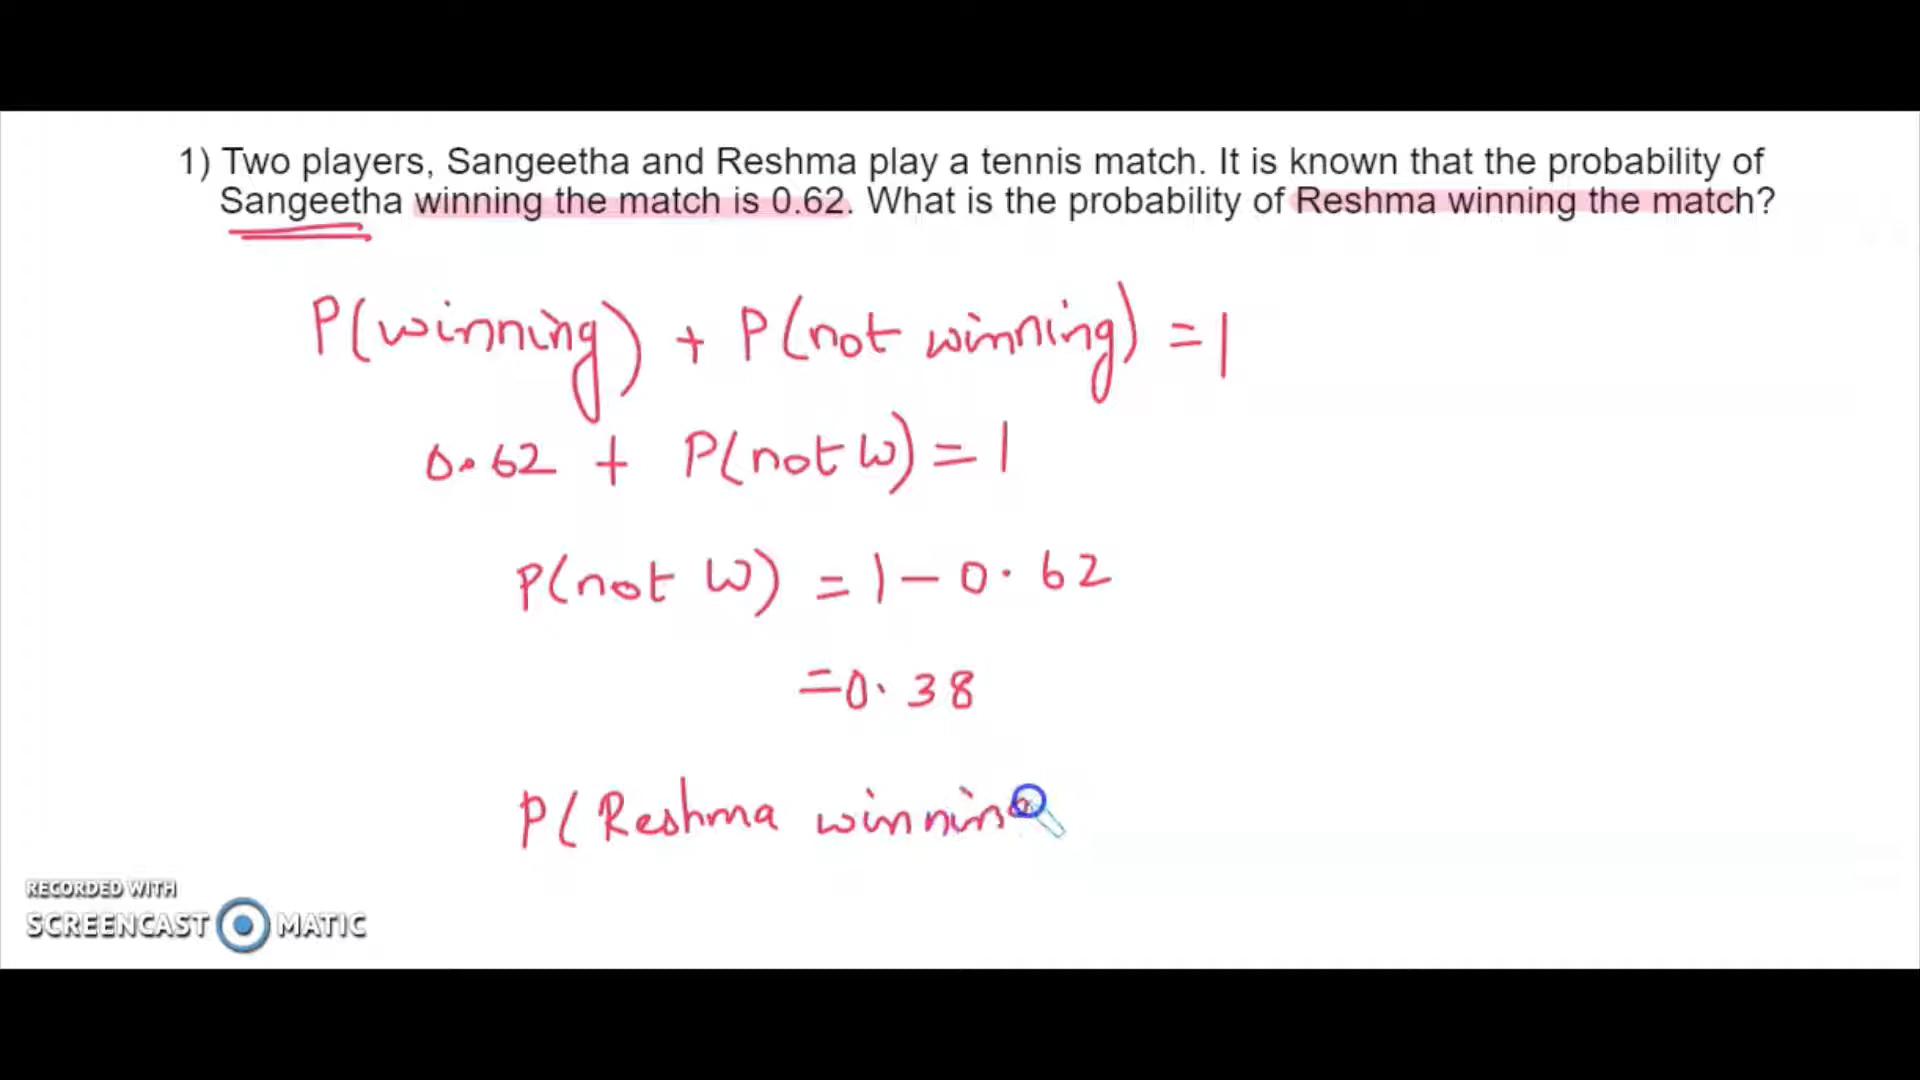 1) Two players, Sangeetha and Reshma play a tennis match. It is known that the probability of
Sangeetha winning the match is 0.62. What is the probability of Reshma winning the match?
P(winning) + P(not winning) = 1
0.62 + P(not W) = 1
P(not W) = 1 - 0.62
= 0.38
P(Reshma winnin
RECORDED WITH
SCREENCAST MATIC